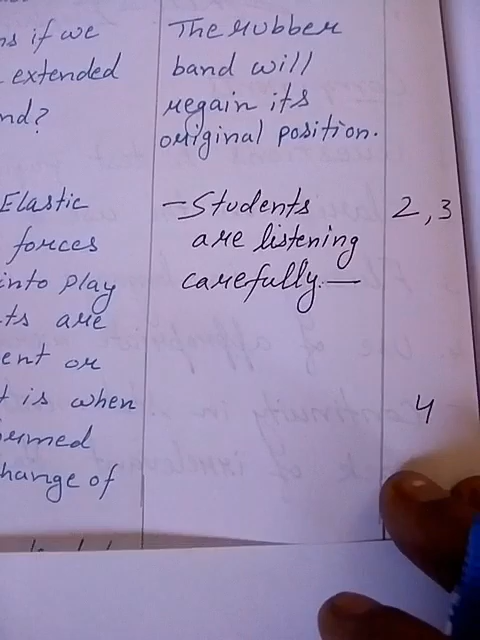 ns if we
extended
nd?
The rubber
band will
regain its
original position.
Elastic
forces
into play
ts are
ent or
t is when
ormed
hange of
—Students
are listening
carefully.—
2,3
4